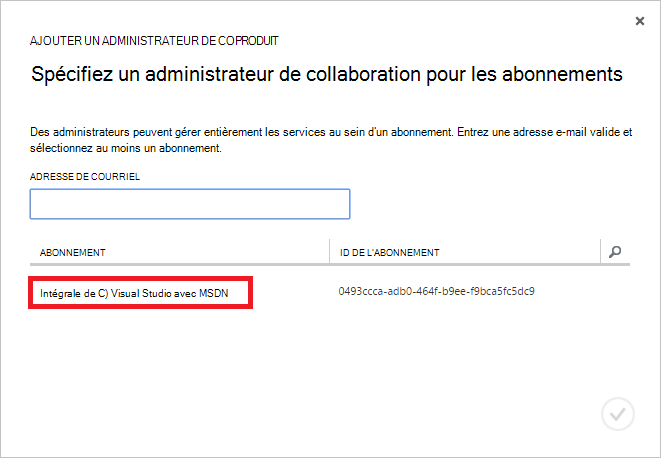 AJOUTER UN ADMINISTRATEUR DE COPRODUIT
Spécifiez un administrateur de collaboration pour les abonnements
Des administrateurs peuvent gérer entièrement les services au sein d'un abonnement. Entrez une adresse e-mail valide et
sélectionnez au moins un abonnement.
ADRESSE DE COURRIEL
ABONNEMENT ID DE L'ABONNEMENT
Intégrale de C) Visual Studio avec MSDN 0493ccca-adb0-464f-b9ee-f9bca5fc5dc9